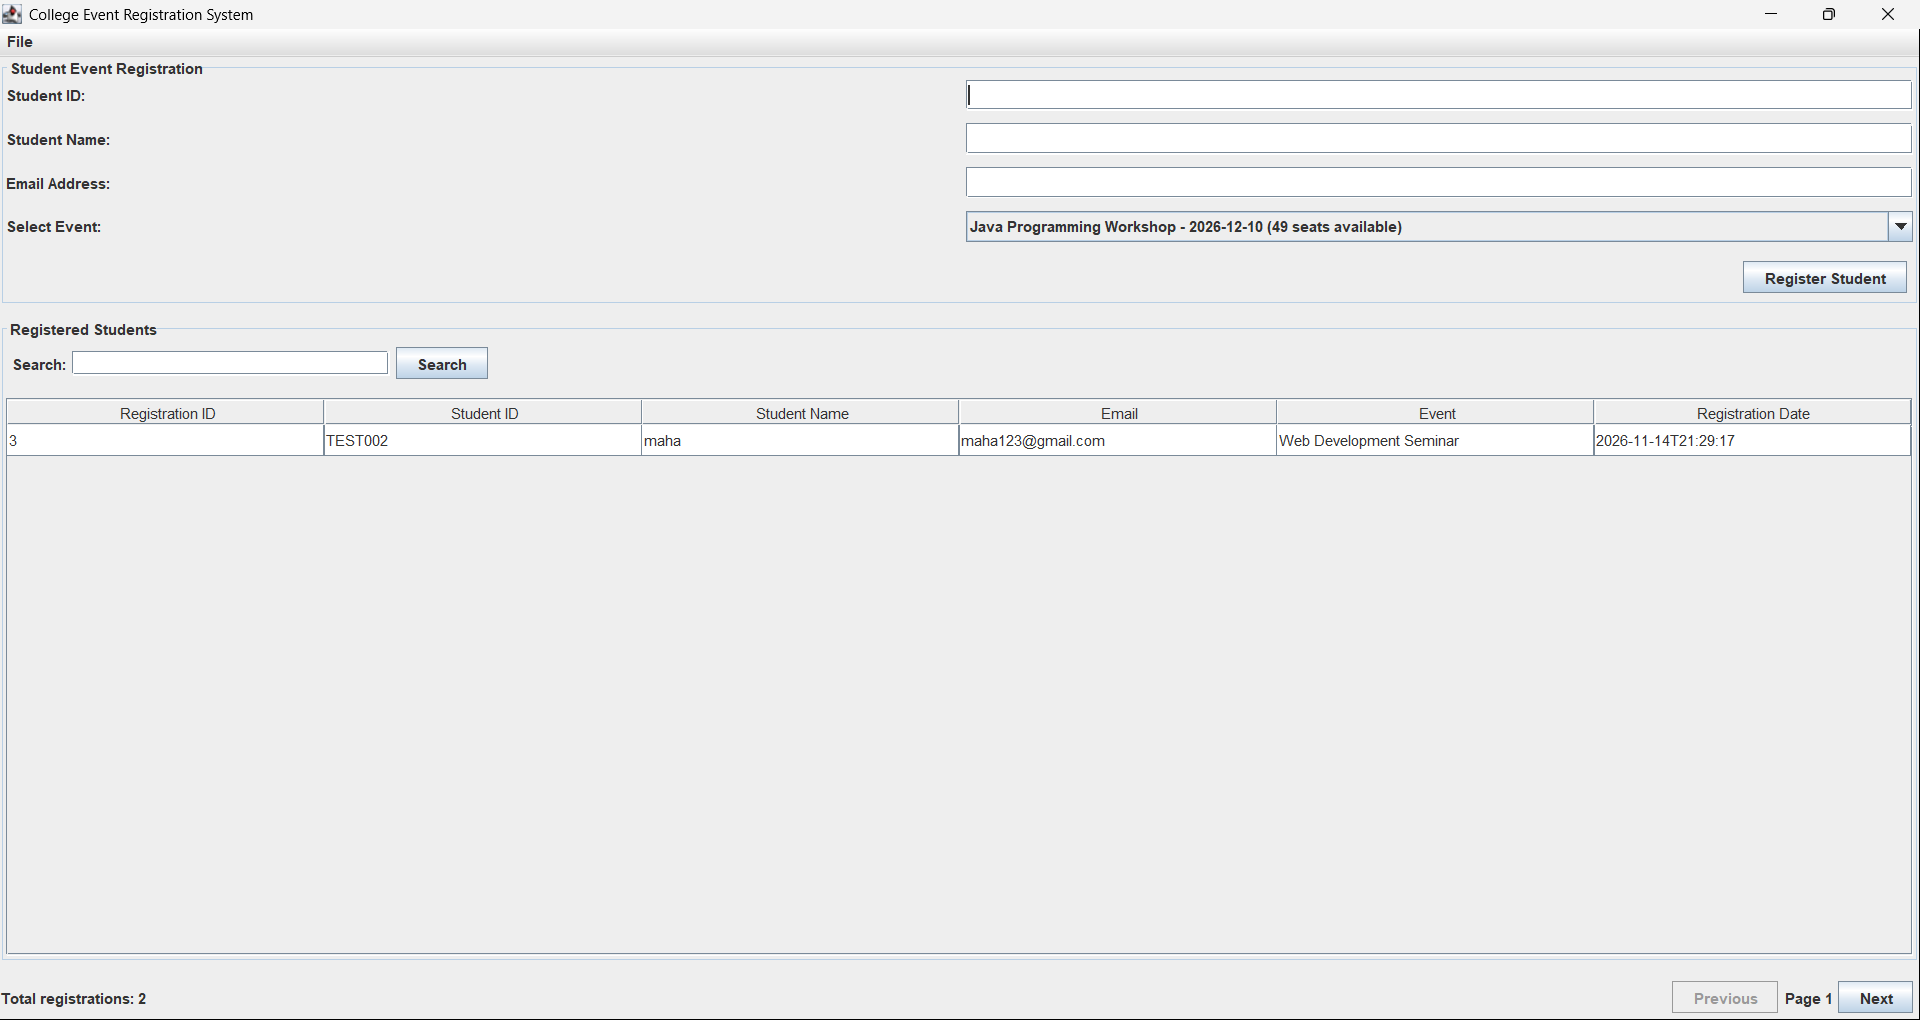 College Event Registration System
File
Student Event Registration
Student ID:
Student Name:
Email Address:
Select Event: Java Programming Workshop - 2026-12-10 (49 seats available)
Register Student
Registered Students
Search: Search
Registration ID Student ID Student Name Email Event Registration Date
3 TEST002 maha maha123@gmail.com Web Development Seminar 2026-11-14T21:29:17
Total registrations: 2 Previous Page 1 Next